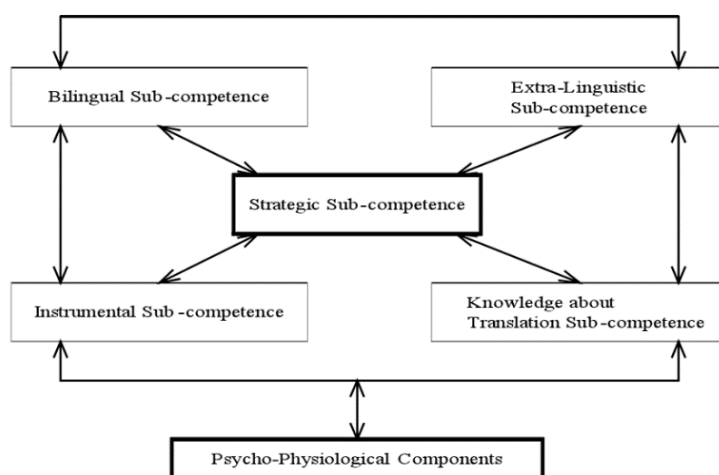 Bilingual Sub-competence
Extra-Linguistic
Sub-competence
Strategic Sub-competence
Instrumental Sub-competence
Knowledge about
Translation Sub-competence
Psycho-Physiological Components